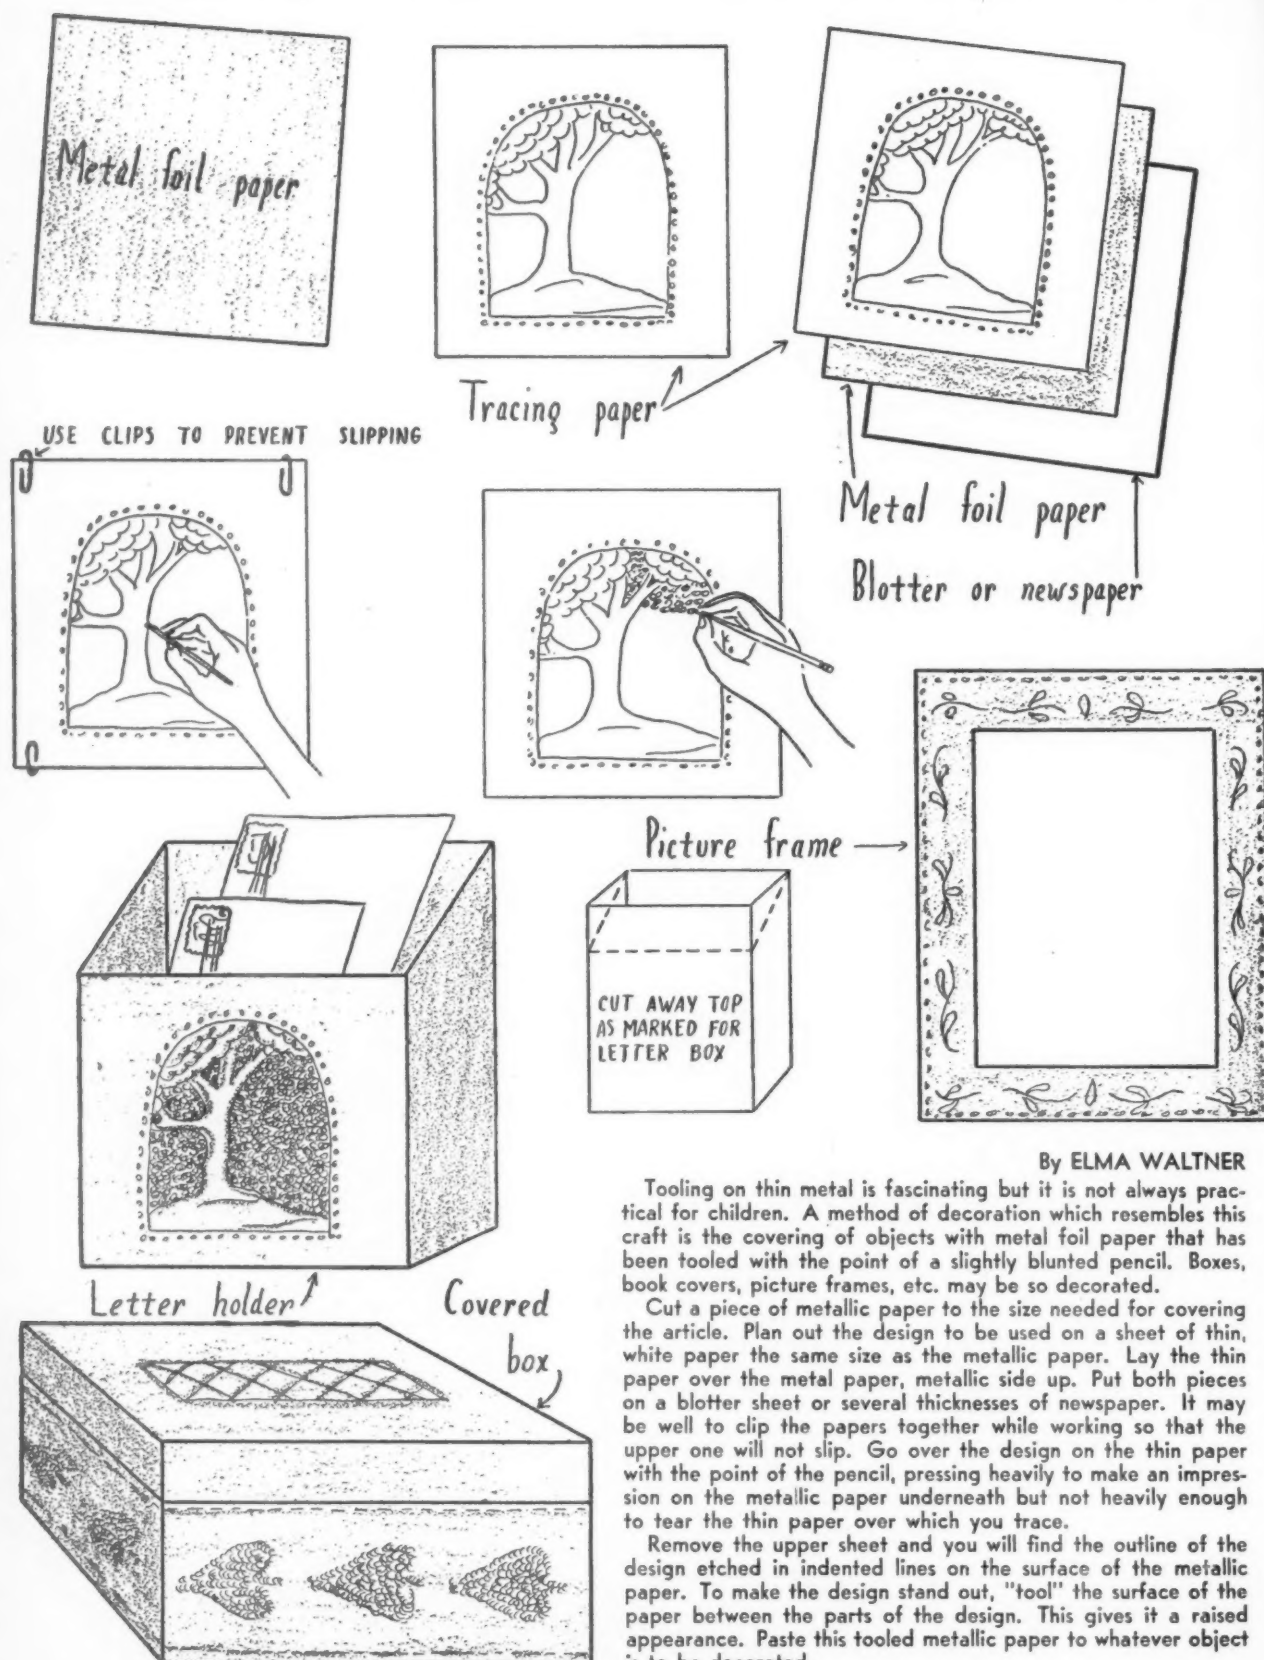 Metal foil paper
Tracing paper
USE CLIPS TO PREVENT SLIPPING
Metal foil paper
Blotter or newspaper
Picture frame
CUT AWAY TOP
AS MARKED FOR
LETTER BOX
Letter holder
Covered
box
By ELMA WALTNER
Tooling on thin metal is fascinating but it is not always prac-
tical for children. A method of decoration which resembles this
craft is the covering of objects with metal foil paper that has
been tooled with the point of a slightly blunted pencil. Boxes,
book covers, picture frames, etc. may be so decorated.
Cut a piece of metallic paper to the size needed for covering
the article. Plan out the design to be used on a sheet of thin,
white paper the same size as the metallic paper. Lay the thin
paper over the metal paper, metallic side up. Put both pieces
on a blotter sheet or several thicknesses of newspaper. It may
be well to clip the papers together while working so that the
upper one will not slip. Go over the design on the thin paper
with the point of the pencil, pressing heavily to make an impres-
sion on the metallic paper underneath but not heavily enough
to tear the thin paper over which you trace.
Remove the upper sheet and you will find the outline of the
design etched in indented lines on the surface of the metallic
paper. To make the design stand out, "tool" the surface of the
paper between the parts of the design. This gives it a raised
appearance. Paste this tooled metallic paper to whatever object
is to be decorated